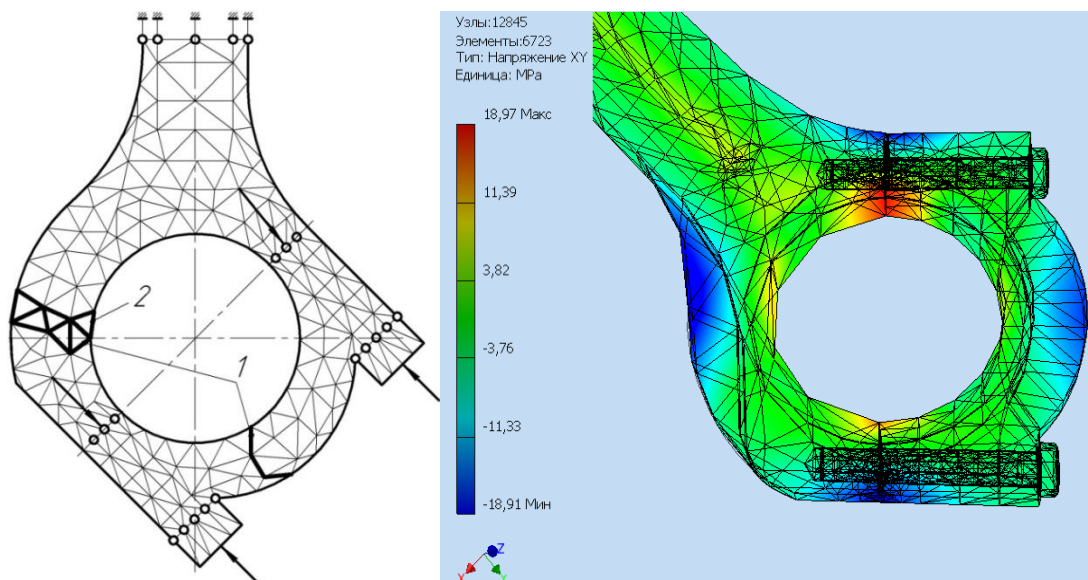 2
1
Узлы:12845
Элементы:6723
Тип: Напряжение XY
Единица: MPa
18,97 Макс
11,39
3,82
-3,76
-11,33
-18,91 Мин
Z
X
Y